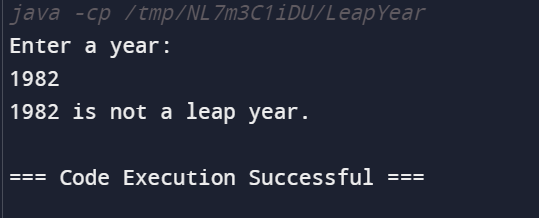 java -cp /tmp/NL7m3C1iDU/LeapYear
Enter a year:
1982
1982 is not a leap year.
=== Code Execution Successful ===